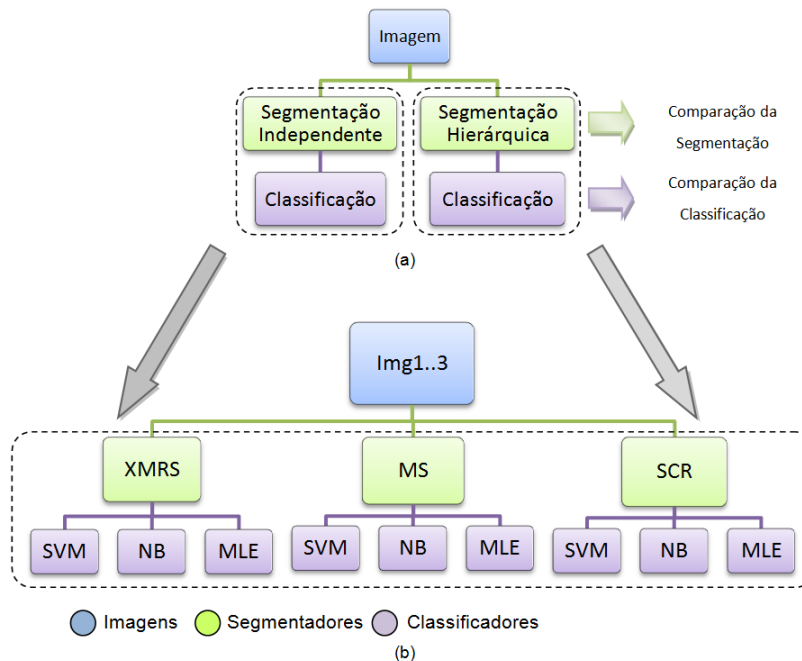 Imagem
Segmentação
Independente
Segmentação
Hierárquica
Comparação da
Segmentação
Classificação
Classificação
Comparação da
Classificação
(a)
Img1..3
XMRS
MS
SCR
SVM
NB
MLE
SVM
NB
MLE
SVM
NB
MLE
Imagens
Segmentadores
Classificadores
(b)